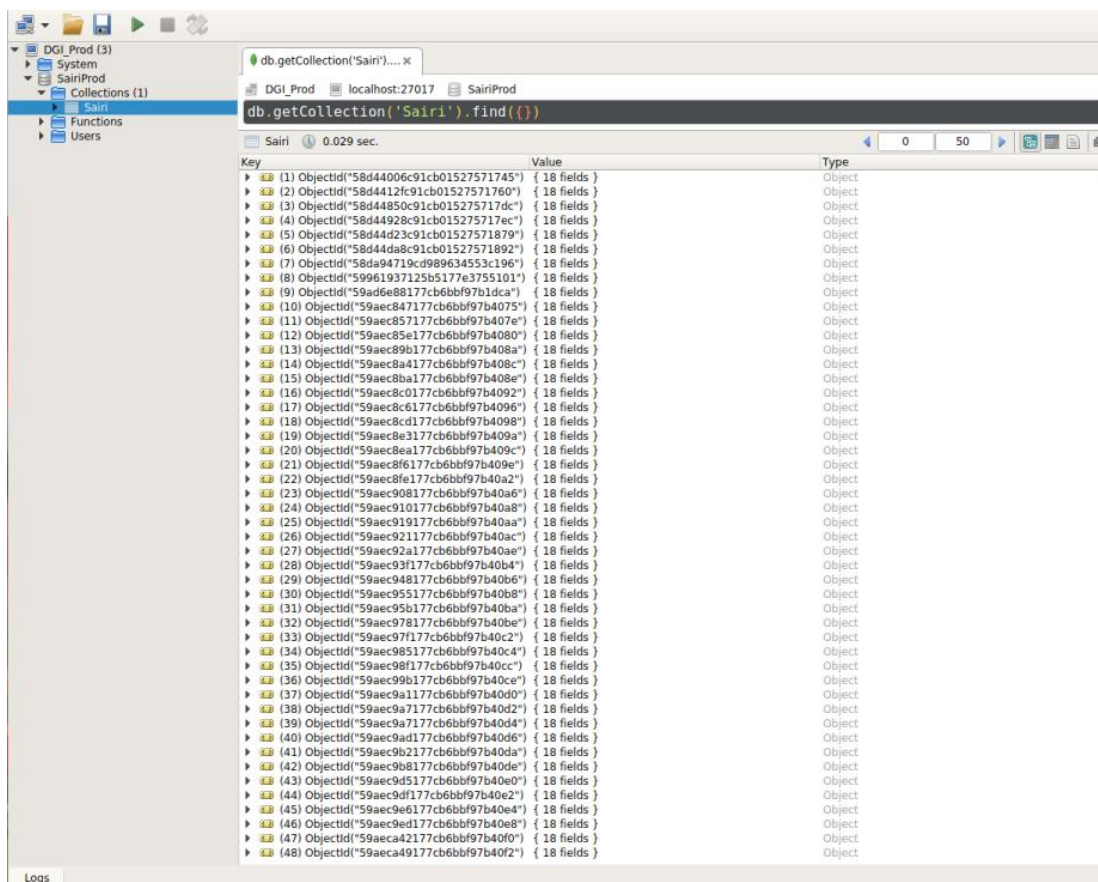 DGI_Prod (3)
System
SairiProd
Collections (1)
Sairi
Functions
Users
db.getCollection('Sairi')....
DGI_Prod localhost:27017 SairiProd
db.getCollection('Sairi').find({})
Sairi 0.029 sec. 0 50
Key Value Type
(1) ObjectId("58d44006c91cb01527571745") { 18 fields } Object
(2) ObjectId("58d4412fc91cb01527571760") { 18 fields } Object
(3) ObjectId("58d44850c91cb015275717dc") { 18 fields } Object
(4) ObjectId("58d44928c91cb015275717ec") { 18 fields } Object
(5) ObjectId("58d44d23c91cb01527571879") { 18 fields } Object
(6) ObjectId("58d44da8c91cb01527571892") { 18 fields } Object
(7) ObjectId("58da94719cd989634553c196") { 18 fields } Object
(8) ObjectId("59961937125b5177e3755101") { 18 fields } Object
(9) ObjectId("59ad6e88177cb6bbf97b1dca") { 18 fields } Object
(10) ObjectId("59aec847177cb6bbf97b4075") { 18 fields } Object
(11) ObjectId("59aec857177cb6bbf97b407e") { 18 fields } Object
(12) ObjectId("59aec85e177cb6bbf97b4080") { 18 fields } Object
(13) ObjectId("59aec89b177cb6bbf97b408a") { 18 fields } Object
(14) ObjectId("59aec8a4177cb6bbf97b408c") { 18 fields } Object
(15) ObjectId("59aec8ba177cb6bbf97b408e") { 18 fields } Object
(16) ObjectId("59aec8c0177cb6bbf97b4092") { 18 fields } Object
(17) ObjectId("59aec8c6177cb6bbf97b4096") { 18 fields } Object
(18) ObjectId("59aec8cd177cb6bbf97b4098") { 18 fields } Object
(19) ObjectId("59aec8e3177cb6bbf97b409a") { 18 fields } Object
(20) ObjectId("59aec8ea177cb6bbf97b409c") { 18 fields } Object
(21) ObjectId("59aec8f6177cb6bbf97b409e") { 18 fields } Object
(22) ObjectId("59aec8fe177cb6bbf97b40a2") { 18 fields } Object
(23) ObjectId("59aec908177cb6bbf97b40a6") { 18 fields } Object
(24) ObjectId("59aec910177cb6bbf97b40a8") { 18 fields } Object
(25) ObjectId("59aec919177cb6bbf97b40aa") { 18 fields } Object
(26) ObjectId("59aec921177cb6bbf97b40ac") { 18 fields } Object
(27) ObjectId("59aec92a177cb6bbf97b40ae") { 18 fields } Object
(28) ObjectId("59aec93f177cb6bbf97b40b4") { 18 fields } Object
(29) ObjectId("59aec948177cb6bbf97b40b6") { 18 fields } Object
(30) ObjectId("59aec955177cb6bbf97b40b8") { 18 fields } Object
(31) ObjectId("59aec95b177cb6bbf97b40ba") { 18 fields } Object
(32) ObjectId("59aec978177cb6bbf97b40be") { 18 fields } Object
(33) ObjectId("59aec97f177cb6bbf97b40c2") { 18 fields } Object
(34) ObjectId("59aec985177cb6bbf97b40c4") { 18 fields } Object
(35) ObjectId("59aec98f177cb6bbf97b40cc") { 18 fields } Object
(36) ObjectId("59aec99b177cb6bbf97b40ce") { 18 fields } Object
(37) ObjectId("59aec9a1177cb6bbf97b40d0") { 18 fields } Object
(38) ObjectId("59aec9a7177cb6bbf97b40d2") { 18 fields } Object
(39) ObjectId("59aec9a7177cb6bbf97b40d4") { 18 fields } Object
(40) ObjectId("59aec9ad177cb6bbf97b40d6") { 18 fields } Object
(41) ObjectId("59aec9b2177cb6bbf97b40da") { 18 fields } Object
(42) ObjectId("59aec9b8177cb6bbf97b40de") { 18 fields } Object
(43) ObjectId("59aec9d5177cb6bbf97b40e0") { 18 fields } Object
(44) ObjectId("59aec9df177cb6bbf97b40e2") { 18 fields } Object
(45) ObjectId("59aec9e6177cb6bbf97b40e4") { 18 fields } Object
(46) ObjectId("59aec9ed177cb6bbf97b40e8") { 18 fields } Object
(47) ObjectId("59aeca42177cb6bbf97b40f0") { 18 fields } Object
(48) ObjectId("59aeca49177cb6bbf97b40f2") { 18 fields } Object
Logs